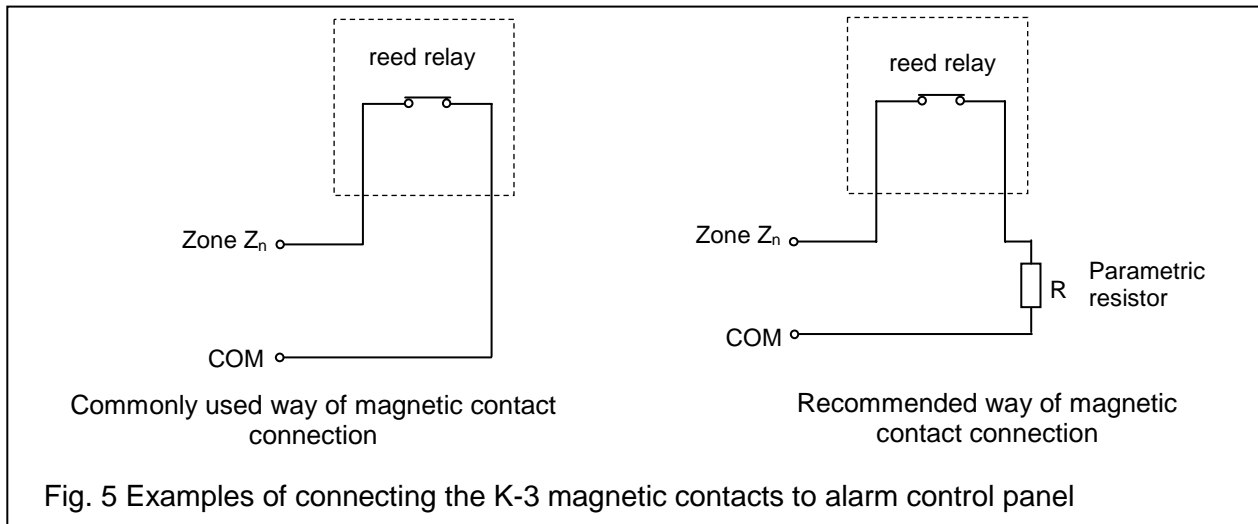 reed relay
Zone Zn
COM
Commonly used way of magnetic contact
connection
reed relay
Zone Zn
R
Parametric
resistor
COM
Recommended way of magnetic
contact connection
Fig. 5 Examples of connecting the K-3 magnetic contacts to alarm control panel